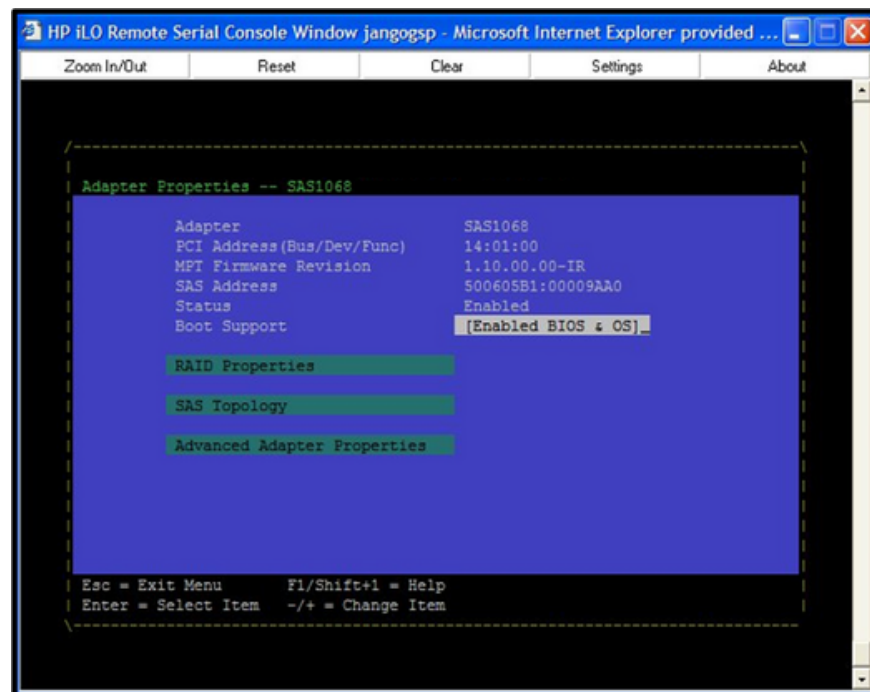 HP iLO Remote Serial Console Window jangogsp - Microsoft Internet Explorer provided ...
Zoom In/Out Reset Clear Settings About
Adapter Properties -- SAS1068
Adapter SAS1068
PCI Address(Bus/Dev/Func) 14:01:00
MPT Firmware Revision 1.10.00.00-IR
SAS Address 500605B1:00009AA0
Status Enabled
Boot Support [Enabled BIOS & OS]_
RAID Properties
SAS Topology
Advanced Adapter Properties
Esc = Exit Menu F1/Shift+1 = Help
Enter = Select Item -/+ = Change Item